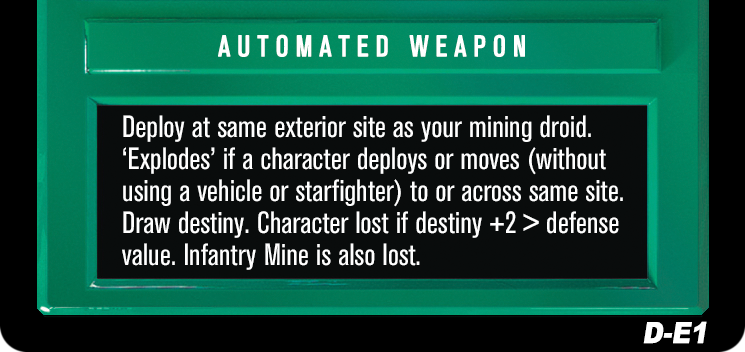 AUTOMATED WEAPON
Deploy at same exterior site as your mining droid.
‘Explodes’ if a character deploys or moves (without
using a vehicle or starfighter) to or across same site.
Draw destiny. Character lost if destiny +2 > defense
value. Infantry Mine is also lost.
D-E1